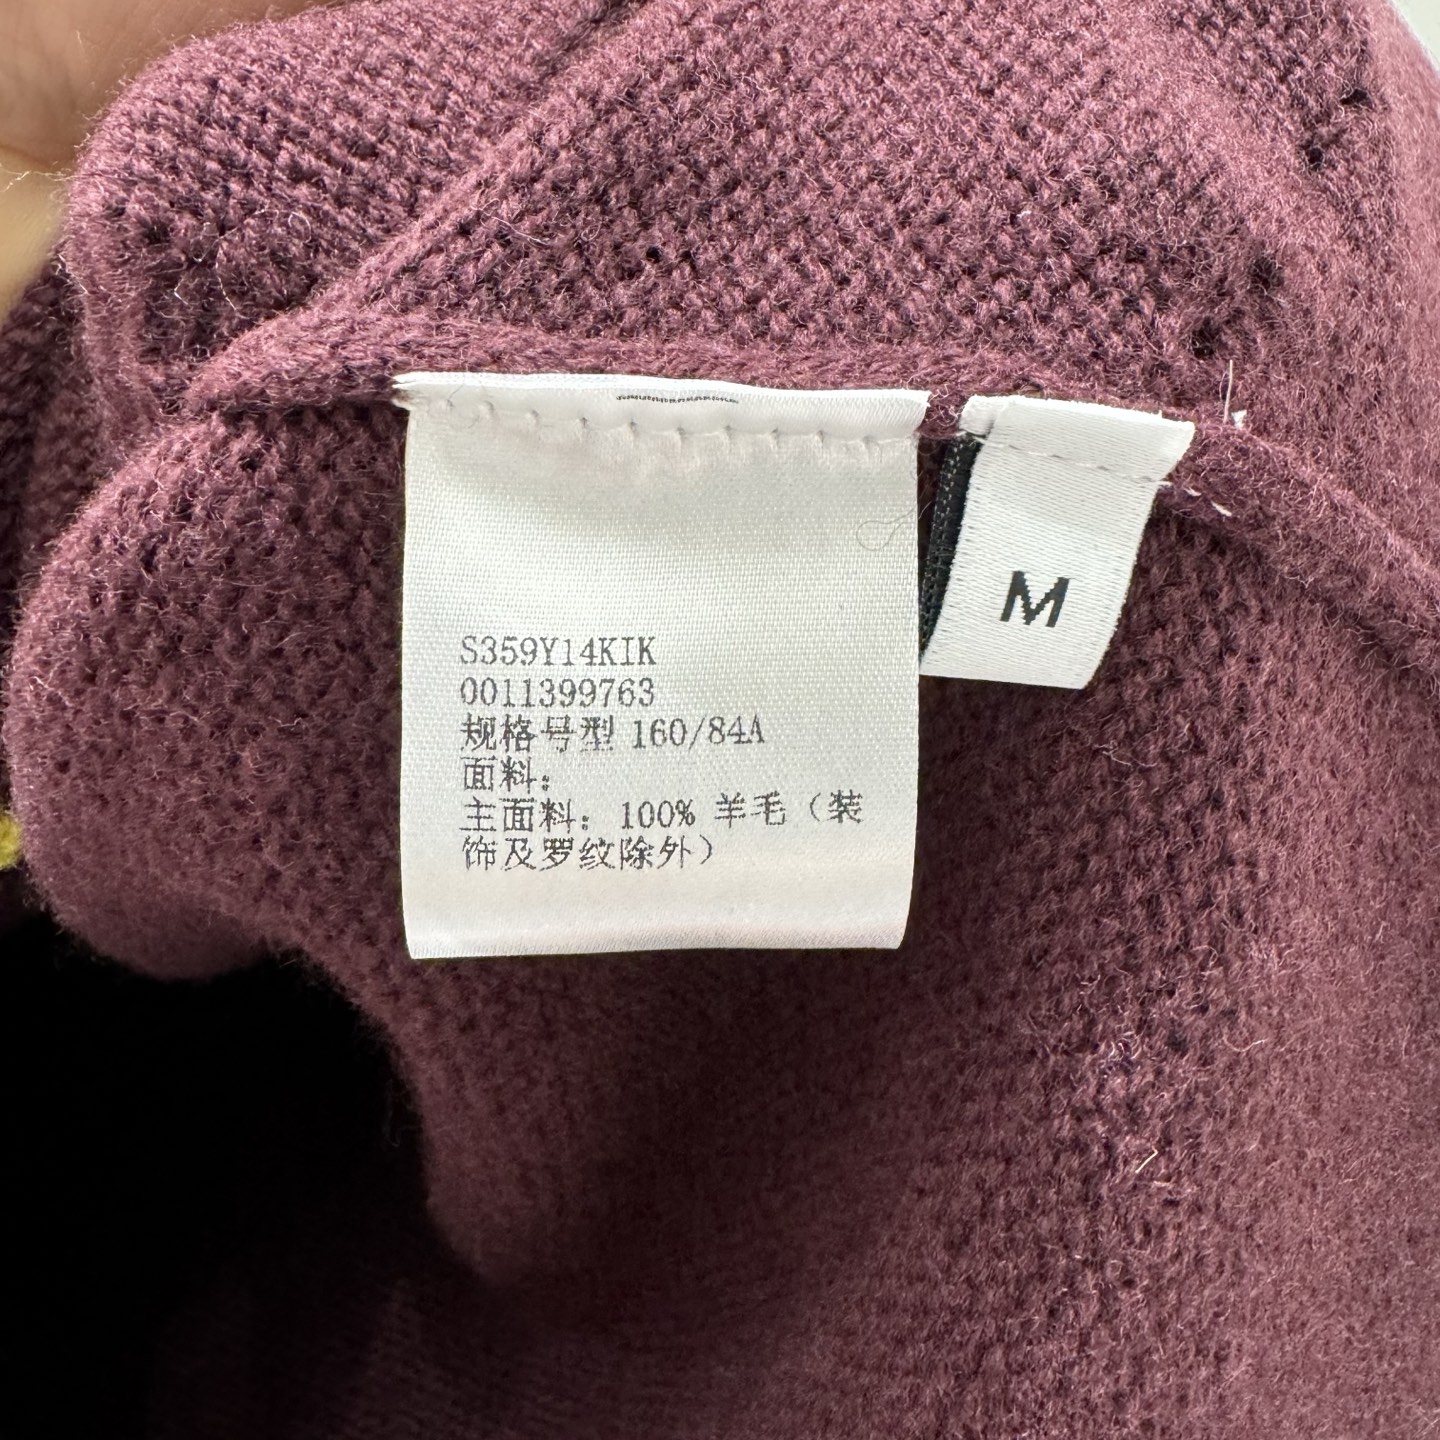 S359Y14KIK
0011399763
规格号型 160/84A
面料：
主面料：100% 羊毛（装
饰及罗纹除外）
M